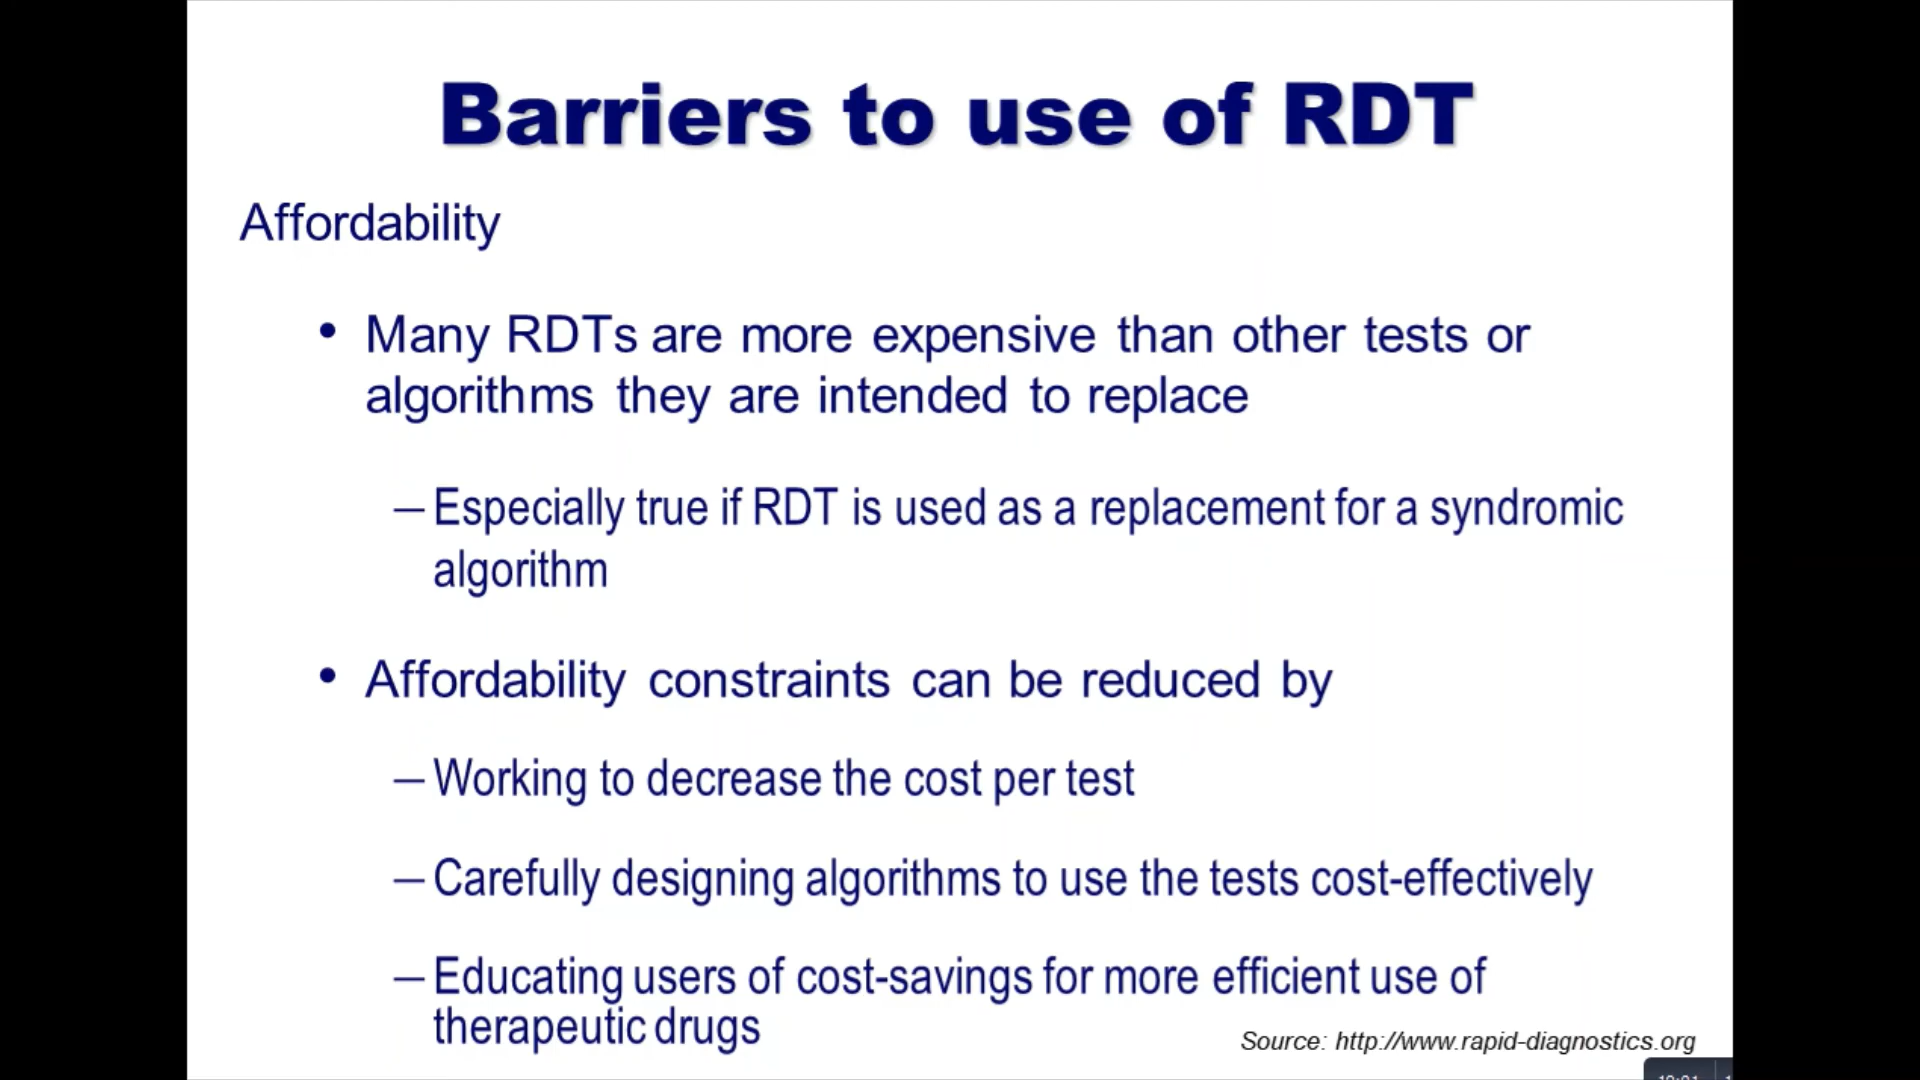 Barriers to use of RDT
Affordability
• Many RDTs are more expensive than other tests or
algorithms they are intended to replace
– Especially true if RDT is used as a replacement for a syndromic
algorithm
• Affordability constraints can be reduced by
– Working to decrease the cost per test
– Carefully designing algorithms to use the tests cost-effectively
– Educating users of cost-savings for more efficient use of
therapeutic drugs
Source: http://www.rapid-diagnostics.org